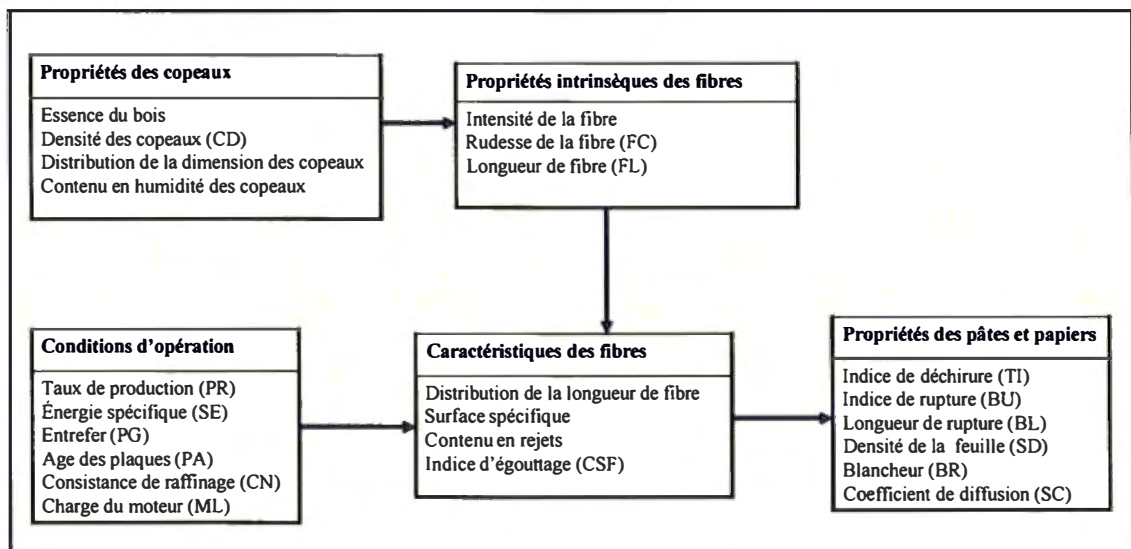 Propriétés des copeaux
Essence du bois
Densité des copeaux (CD)
Distribution de la dimension des copeaux
Contenu en humidité des copeaux
Propriétés intrinsèques des fibres
Intensité de la fibre
Rudesse de la fibre (FC)
Longueur de fibre (FL)
Conditions d'opération
Taux de production (PR)
Énergie spécifique (SE)
Entrefer (PG)
Age des plaques (PA)
Consistance de raffinage (CN)
Charge du moteur (ML)
Caractéristiques des fibres
Distribution de la longueur de fibre
Surface spécifique
Contenu en rejets
Indice d'égouttage (CSF)
Propriétés des pâtes et papiers
Indice de déchirure (TI)
Indice de rupture (BU)
Longueur de rupture (BL)
Densité de la feuille (SD)
Blancheur (BR)
Coefficient de diffusion (SC)